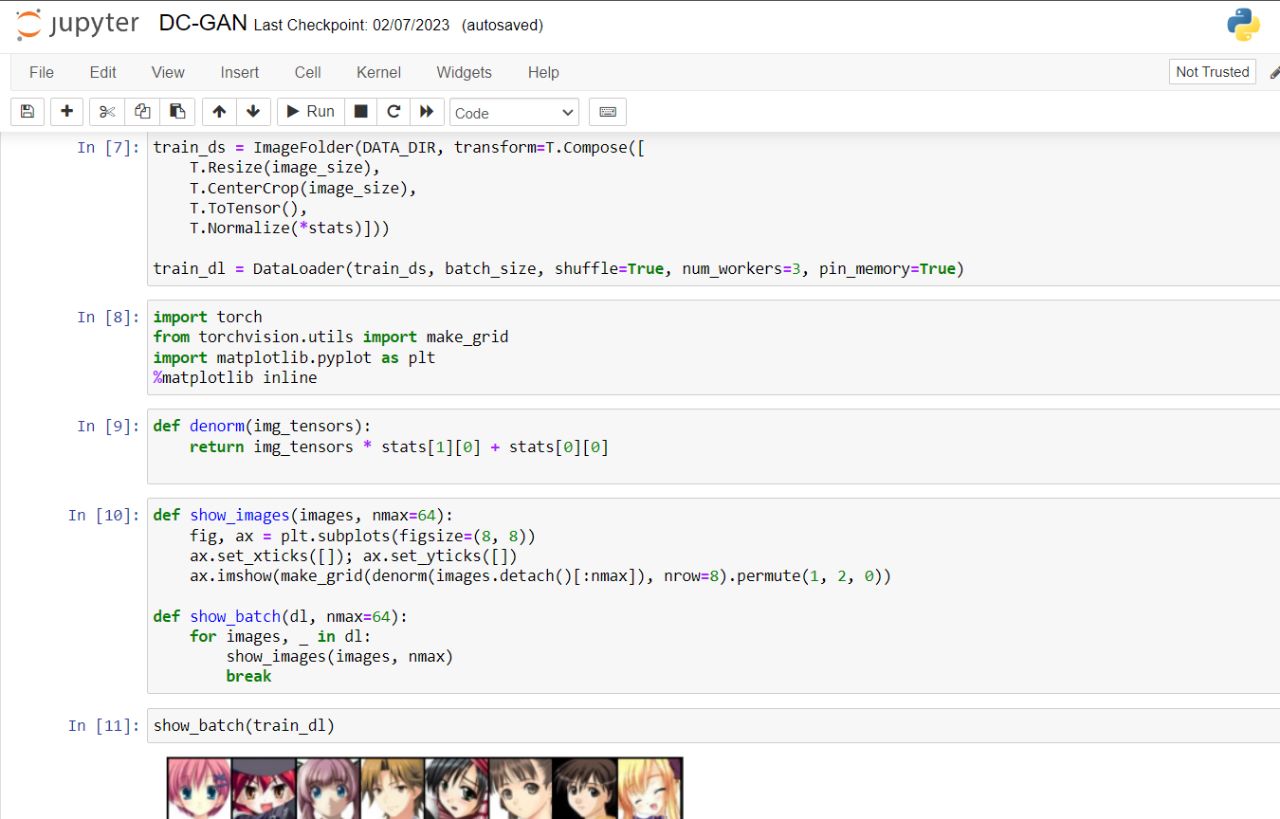 jupyter DC-GAN Last Checkpoint: 02/07/2023 (autosaved)
File Edit View Insert Cell Kernel Widgets Help Not Trusted
Run Code
In [7]: train_ds = ImageFolder(DATA_DIR, transform=T.Compose([
    T.Resize(image_size),
    T.CenterCrop(image_size),
    T.ToTensor(),
    T.Normalize(*stats)]))
train_dl = DataLoader(train_ds, batch_size, shuffle=True, num_workers=3, pin_memory=True)
In [8]: import torch
from torchvision.utils import make_grid
import matplotlib.pyplot as plt
%matplotlib inline
In [9]: def denorm(img_tensors):
    return img_tensors * stats[1][0] + stats[0][0]
In [10]: def show_images(images, nmax=64):
    fig, ax = plt.subplots(figsize=(8, 8))
    ax.set_xticks([]); ax.set_yticks([])
    ax.imshow(make_grid(denorm(images.detach()[:nmax]), nrow=8).permute(1, 2, 0))
def show_batch(dl, nmax=64):
    for images, _ in dl:
        show_images(images, nmax)
        break
In [11]: show_batch(train_dl)